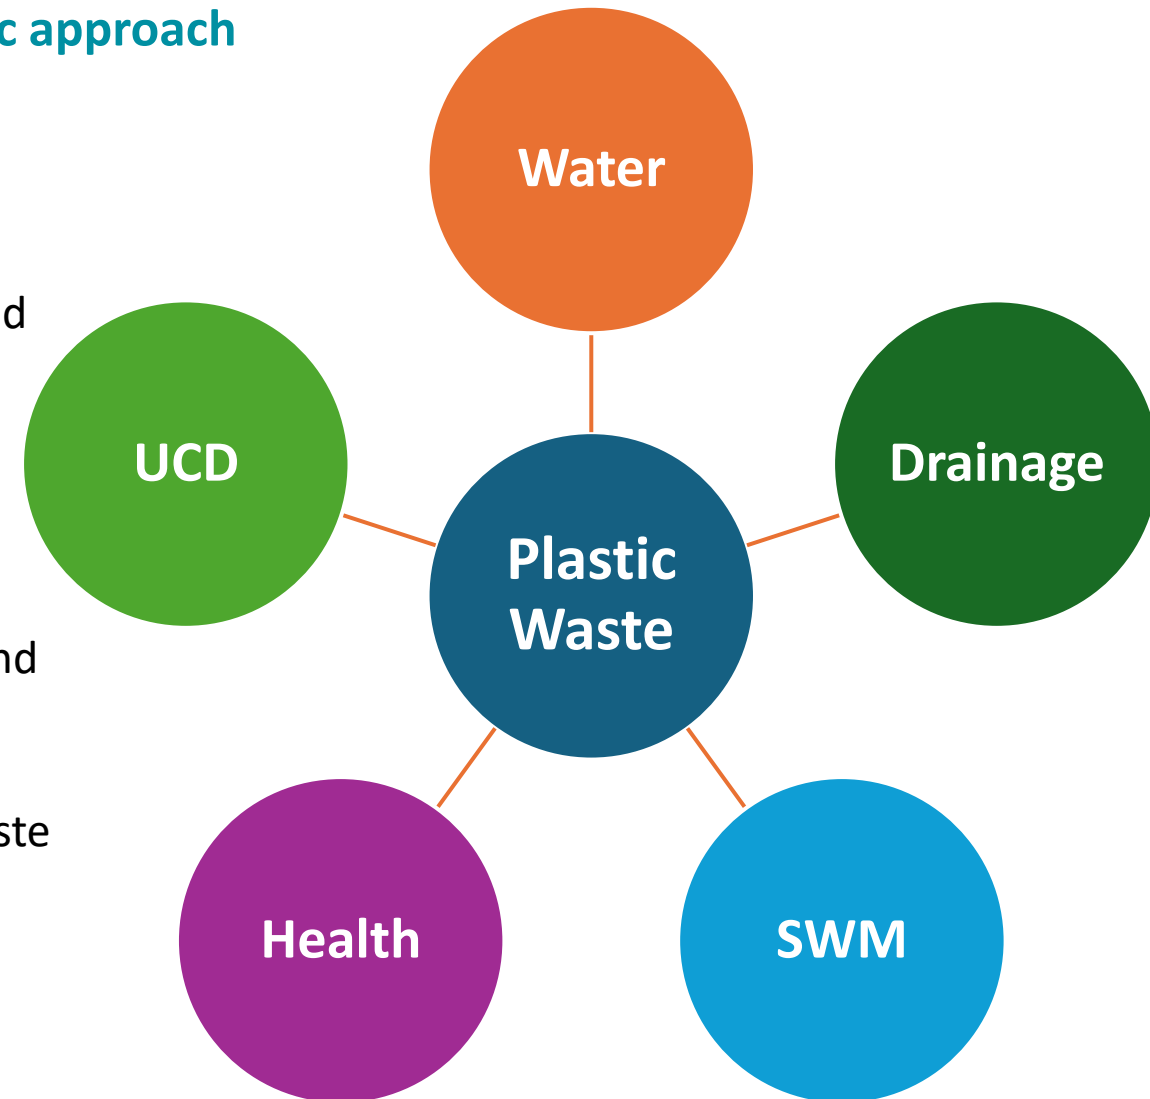 c approach
Water
d
UCD
Drainage
Plastic
Waste
nd
ste
Health
SWM